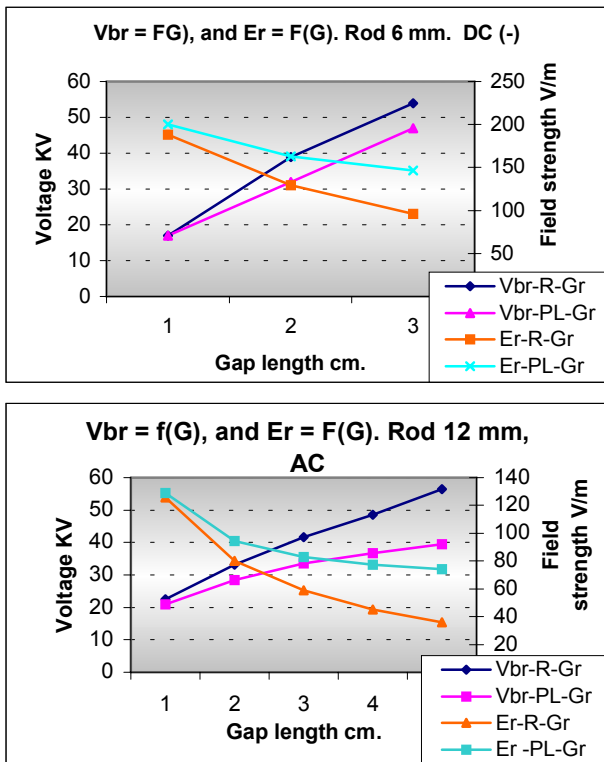 Vbr = FG), and Er = F(G). Rod 6 mm. DC (-)
Voltage KV
60
50
40
30
20
10
0
250
200
150
100
50
Field strength V/m
1 2 3
Gap length cm.
Vbr-R-Gr
Vbr-PL-Gr
Er-R-Gr
Er-PL-Gr
Vbr = f(G), and Er = F(G). Rod 12 mm,
AC
Voltage KV
60
50
40
30
20
10
0
140
120
100
80
60
40
20
Field
strength V/m
1 2 3 4
Gap length cm.
Vbr-R-Gr
Vbr-PL-Gr
Er-R-Gr
Er -PL-Gr